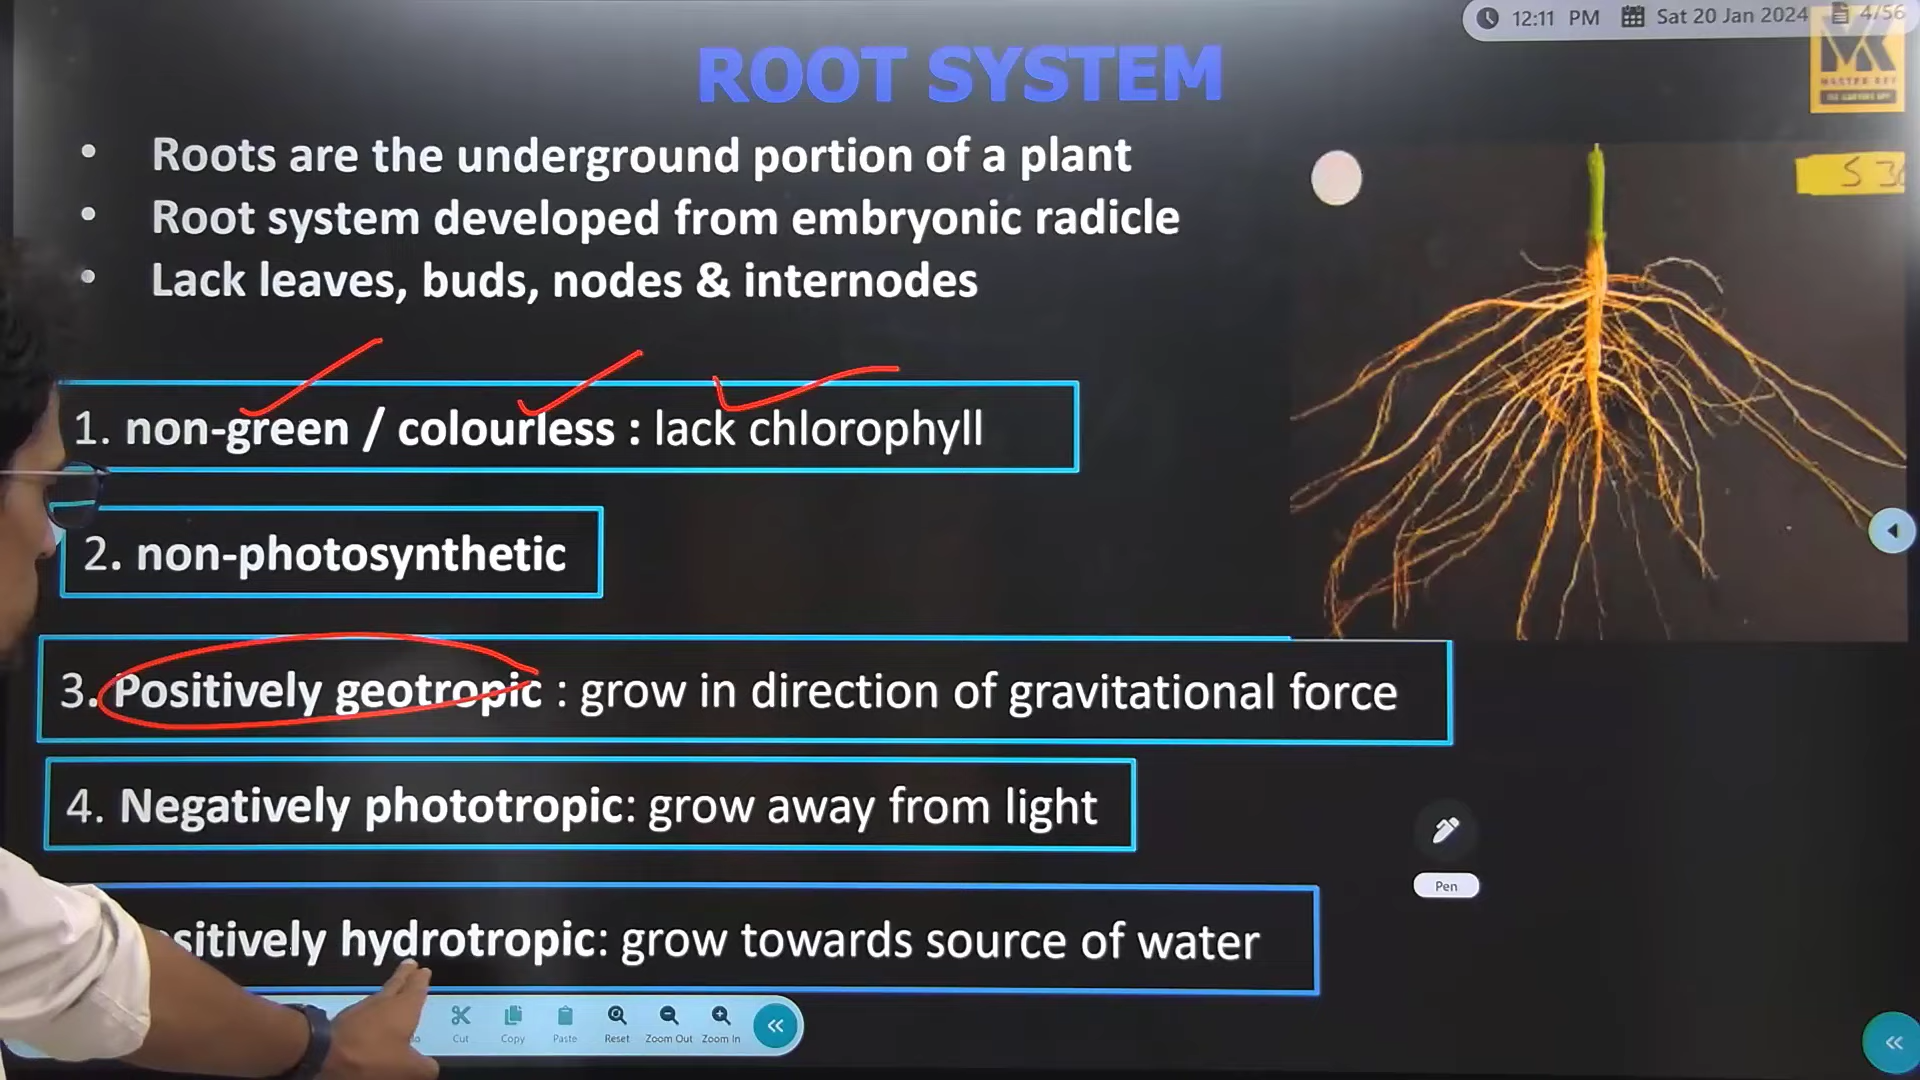 12:11 PM Sat 20 Jan 2024 4/56
ROOT SYSTEM
MASTER KEY
• Roots are the underground portion of a plant
• Root system developed from embryonic radicle
• Lack leaves, buds, nodes & internodes
1. non-green / colourless : lack chlorophyll
2. non-photosynthetic
3. Positively geotropic : grow in direction of gravitational force
4. Negatively phototropic: grow away from light
Pen
sitively hydrotropic: grow towards source of water
Cut Copy Paste Reset Zoom Out Zoom In